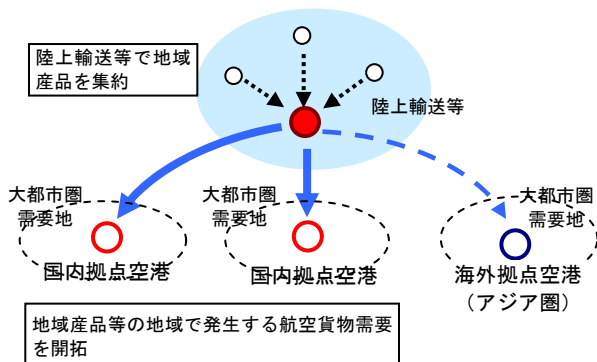 陸上輸送等で地域
産品を集約
陸上輸送等
大都市圏
需要地
国内拠点空港
大都市圏
需要地
国内拠点空港
大都市圏
需要地
海外拠点空港
（アジア圏）
地域産品等の地域で発生する航空貨物需要
を開拓